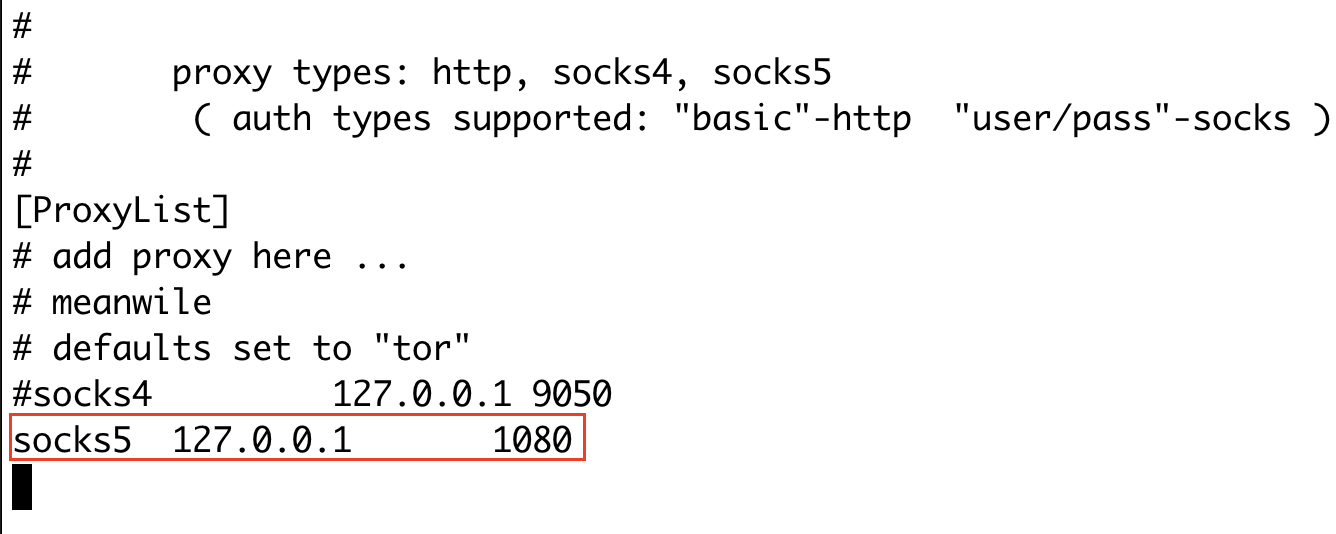 #
#       proxy types: http, socks4, socks5
#        ( auth types supported: "basic"-http  "user/pass"-socks )
#
[ProxyList]
# add proxy here ...
# meanwile
# defaults set to "tor"
#socks4         127.0.0.1 9050
socks5  127.0.0.1       1080